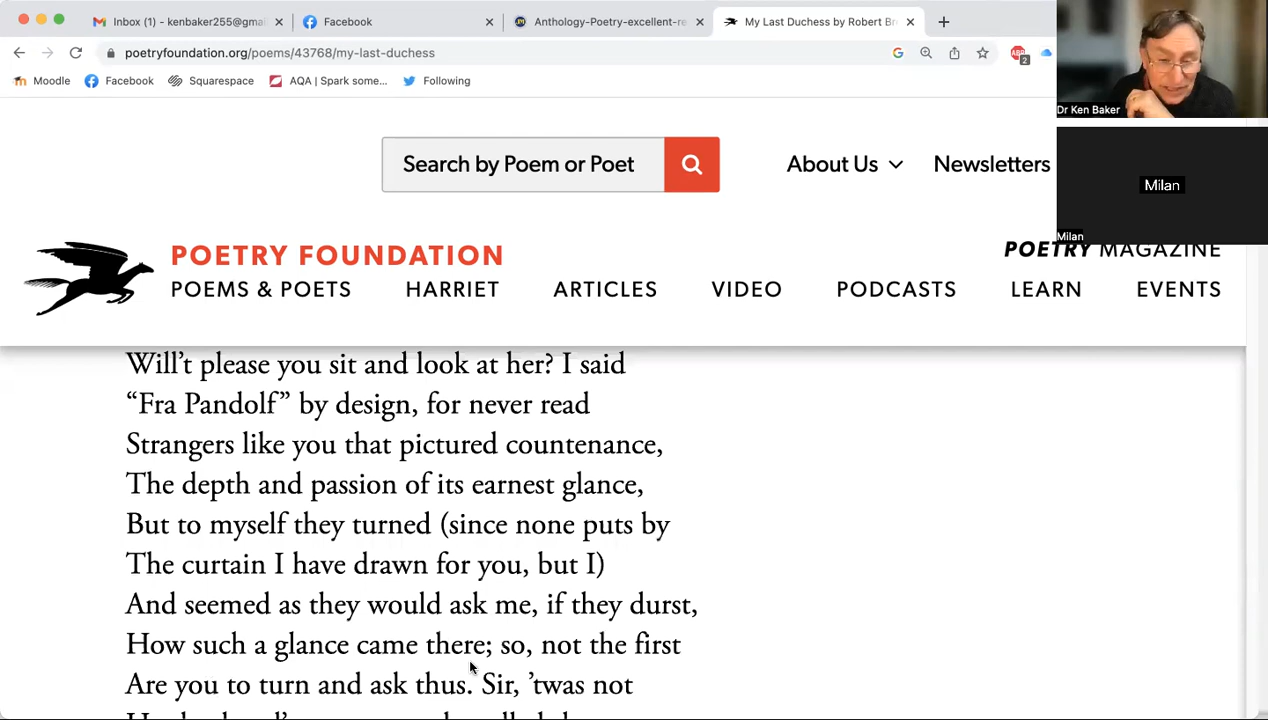 Inbox (1) - kenbaker255@gmai
Facebook
Anthology-Poetry-excellent-re
My Last Duchess by Robert Br
poetryfoundation.org/poems/43768/my-last-duchess
ABP
2
Moodle
Facebook
Squarespace
AQA | Spark some...
Following
Dr Ken Baker
Milan
Milan
Search by Poem or Poet
About Us
Newsletters
POETRY FOUNDATION
POETRY MAGAZINE
POEMS & POETS
HARRIET
ARTICLES
VIDEO
PODCASTS
LEARN
EVENTS
Will’t please you sit and look at her? I said
“Fra Pandolf” by design, for never read
Strangers like you that pictured countenance,
The depth and passion of its earnest glance,
But to myself they turned (since none puts by
The curtain I have drawn for you, but I)
And seemed as they would ask me, if they durst,
How such a glance came there; so, not the first
Are you to turn and ask thus. Sir, ’twas not